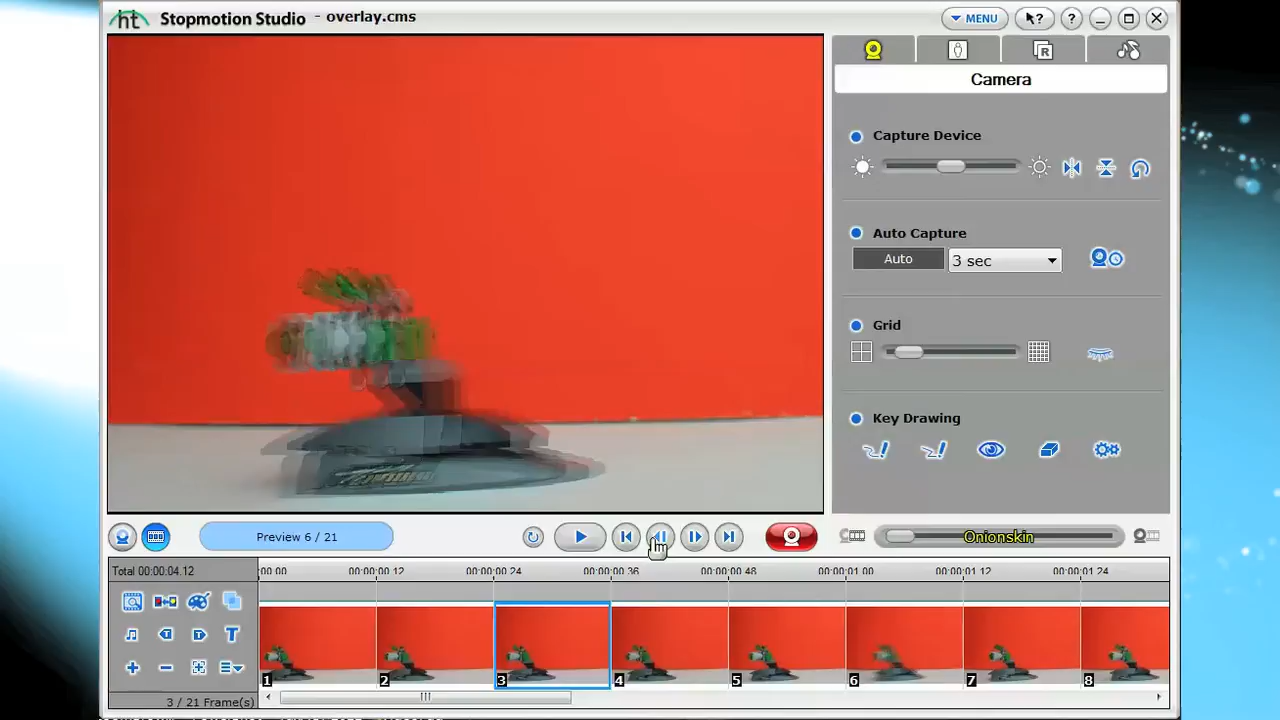 ht Stopmotion Studio - overlay.cms
MENU
?
?
R
Camera
Capture Device
Auto Capture
Auto
3 sec
Grid
Key Drawing
Preview 6 / 21
Onionskin
Total 00:00:04.12
:00:00 00:00:00:12 00:00:00:24 00:00:00:36 00:00:00:48 00:00:01:00 00:00:01:12 00:00:01:24
T
1 2 3 4 5 6 7 8
3 / 21 Frame(s)